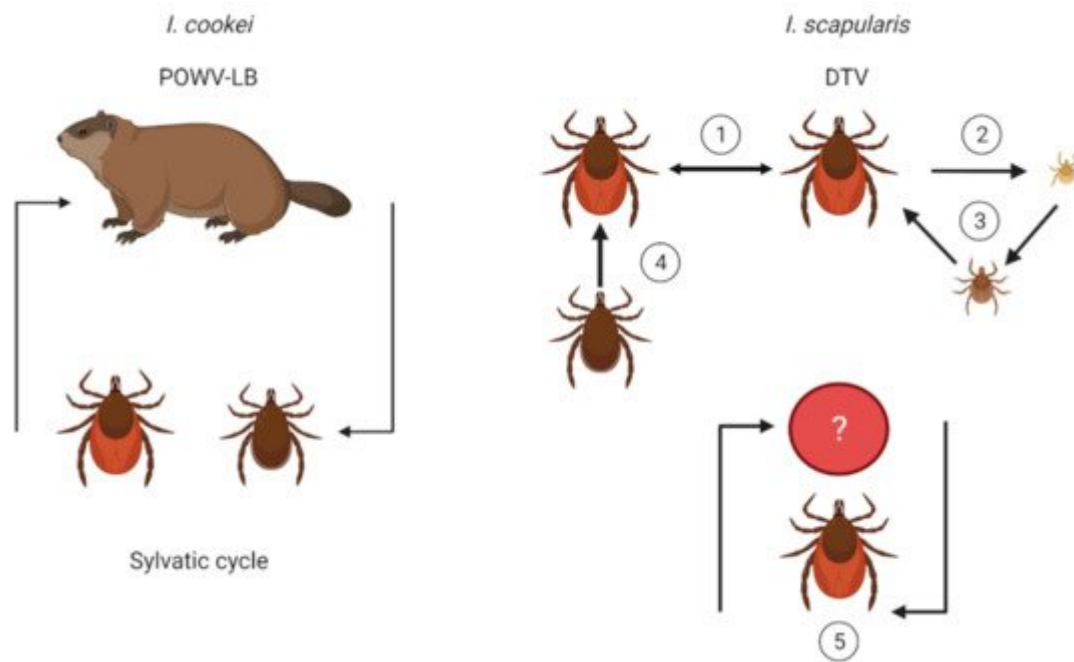 I. cookei
POWV-LB
Sylvatic cycle
I. scapularis
DTV
1
2
3
4
?
5